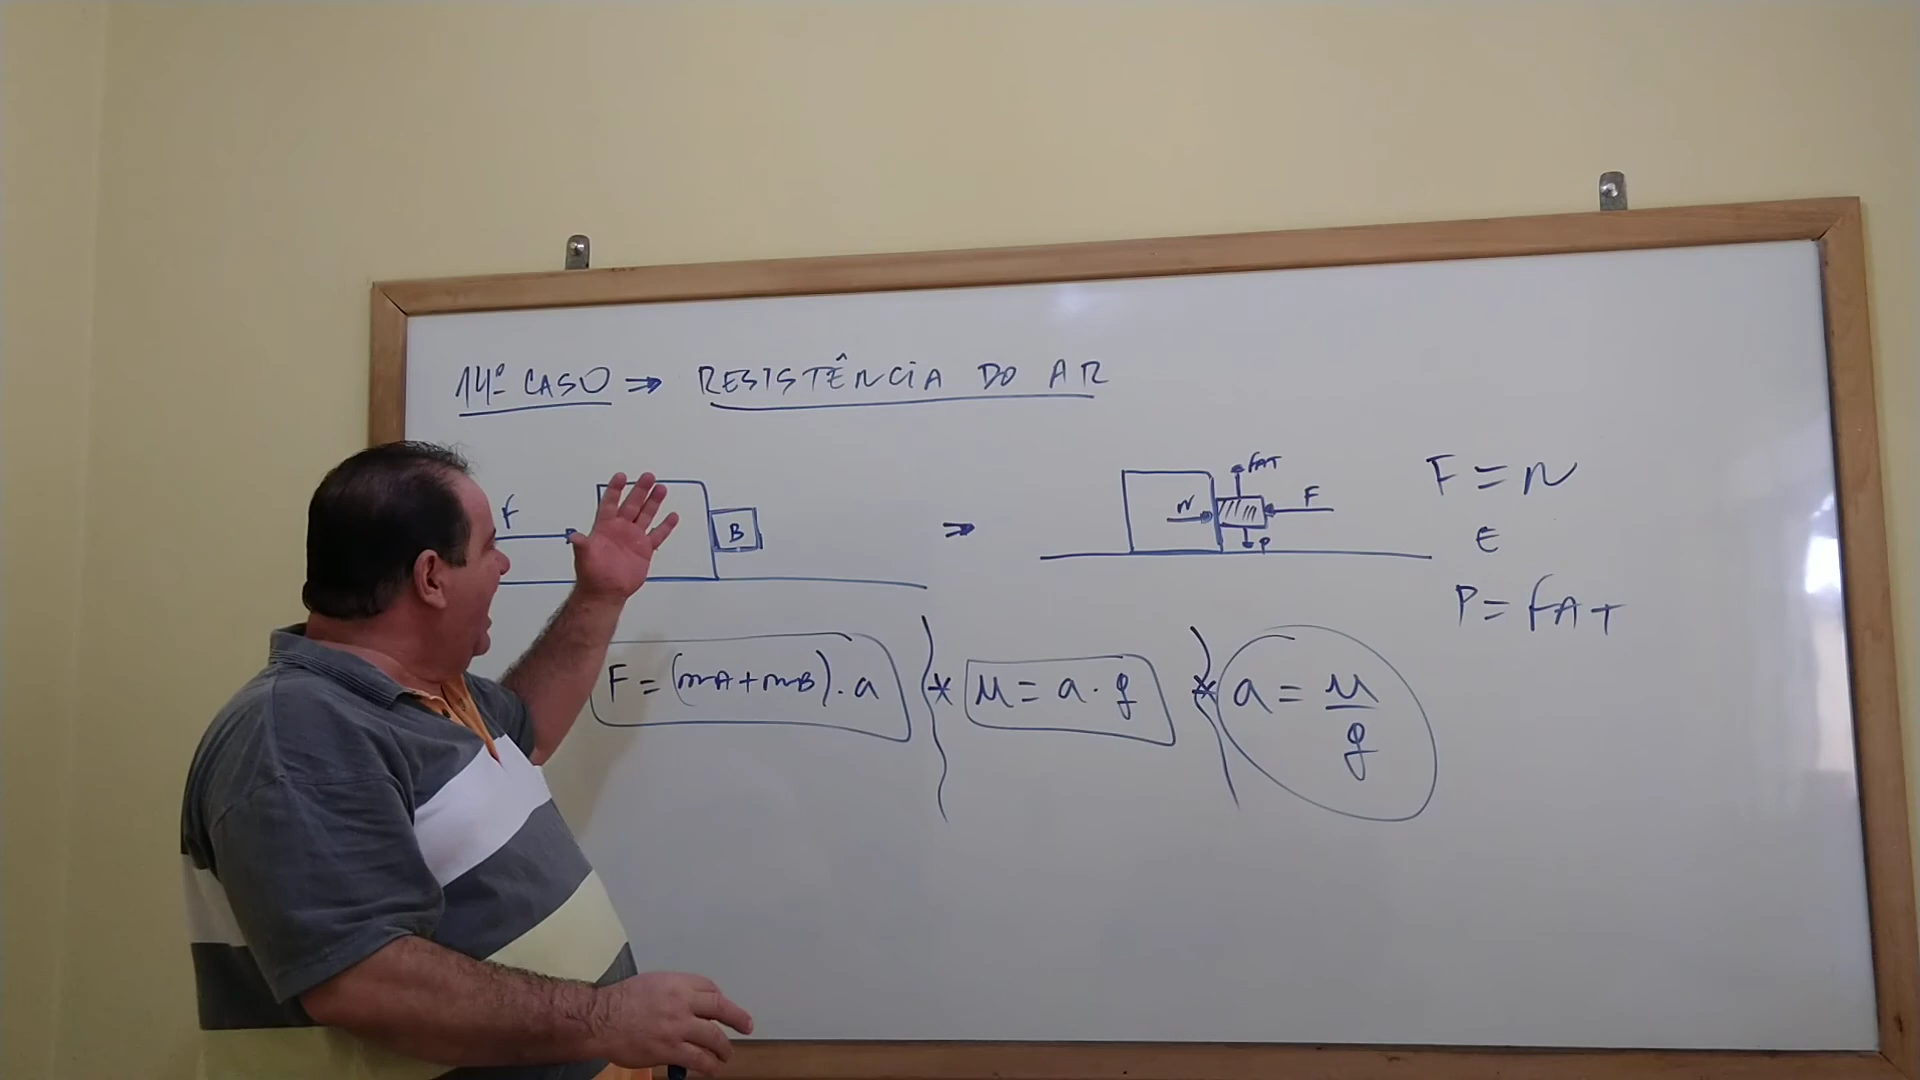 14º CASO ⇒ RESISTÊNCIA DO AR
F
B
⇒
N
fAT
F
P
F = N
E
P = fAT
F = (mA + mB) . a
* μ = a . g
* a = μ / g